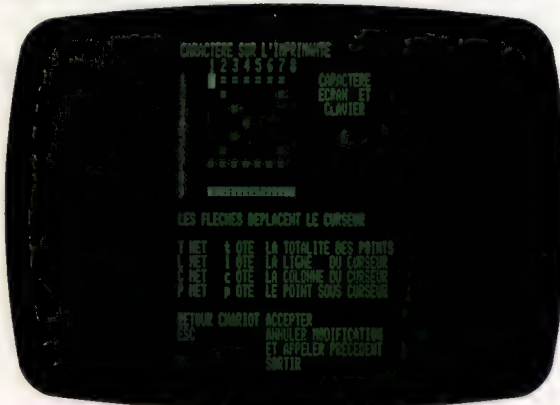 CARACTERE SUR L'IMPRIMANTE
1 2 3 4 5 6 7 8
CARACTERE
ECRAN ET
CLAVIER
LES FLECHES DEPLACENT LE CURSEUR
T MET t OTE LA TOTALITE DES POINTS
L MET l OTE LA LIGNE DU CURSEUR
C MET c OTE LA COLONNE DU CURSEUR
P MET p OTE LE POINT SOUS CURSEUR
RETOUR CHARIOT ACCEPTER
ESC ANNULER MODIFICATION
ET APPELER PRECEDENT
SORTIR